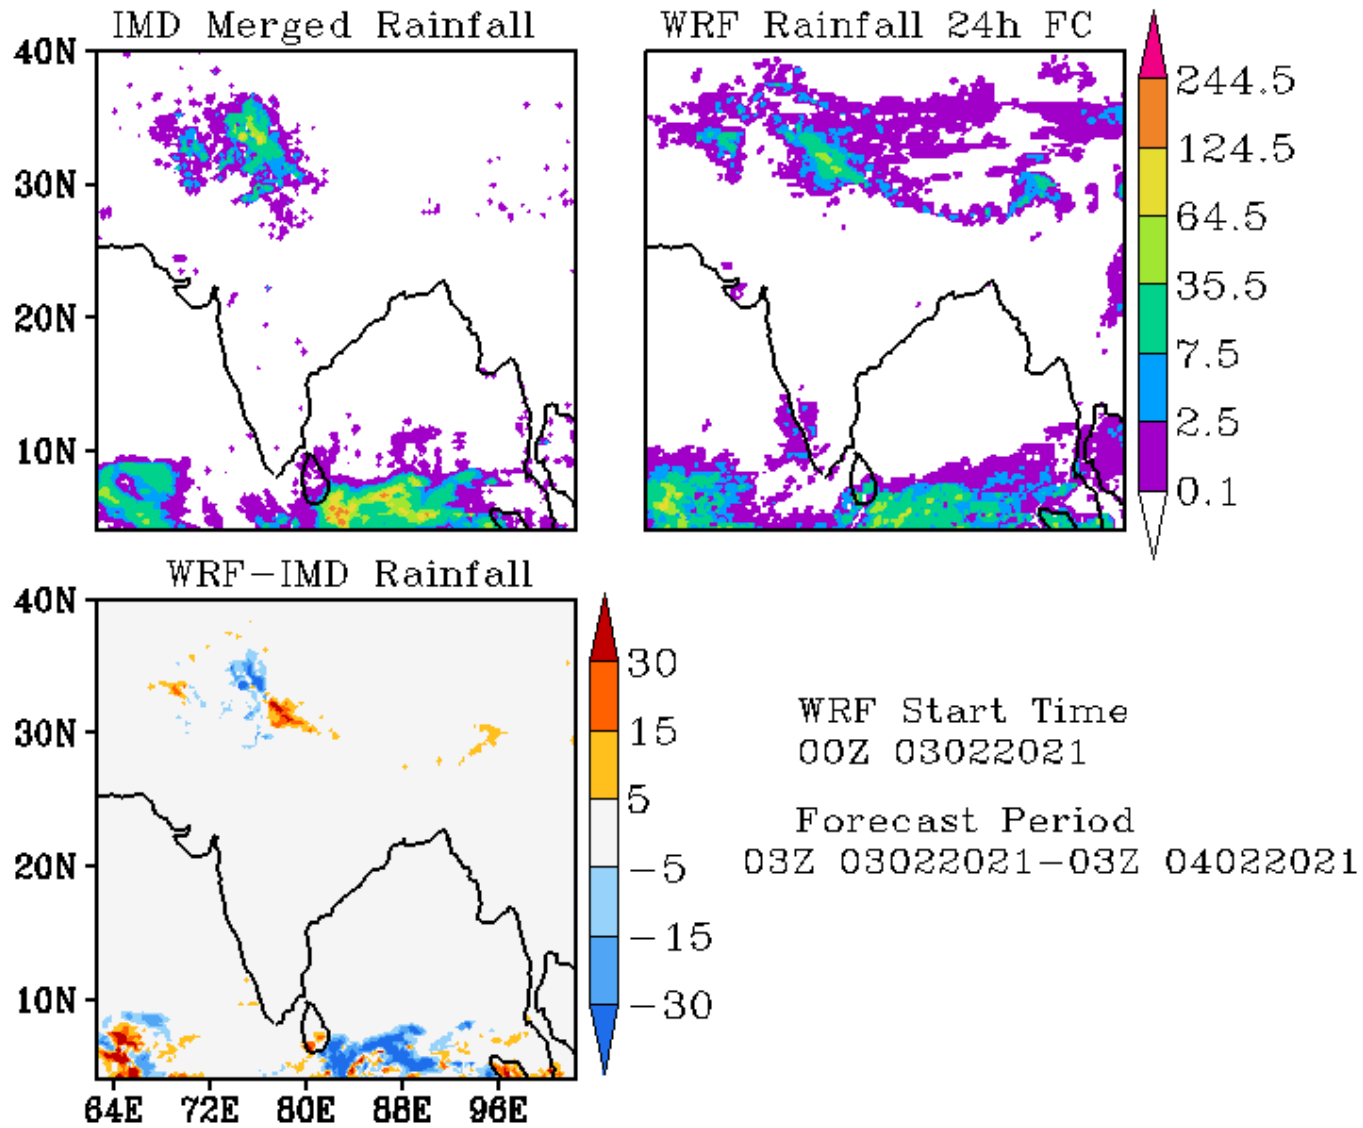 IMD Merged Rainfall
WRF Rainfall 24h FC
40N
30N
20N
10N
244.5
124.5
64.5
35.5
7.5
2.5
0.1
WRF-IMD Rainfall
40N
30N
20N
10N
64E 72E 80E 88E 96E
30
15
5
-5
-15
-30
WRF Start Time
00Z 03022021
Forecast Period
03Z 03022021-03Z 04022021